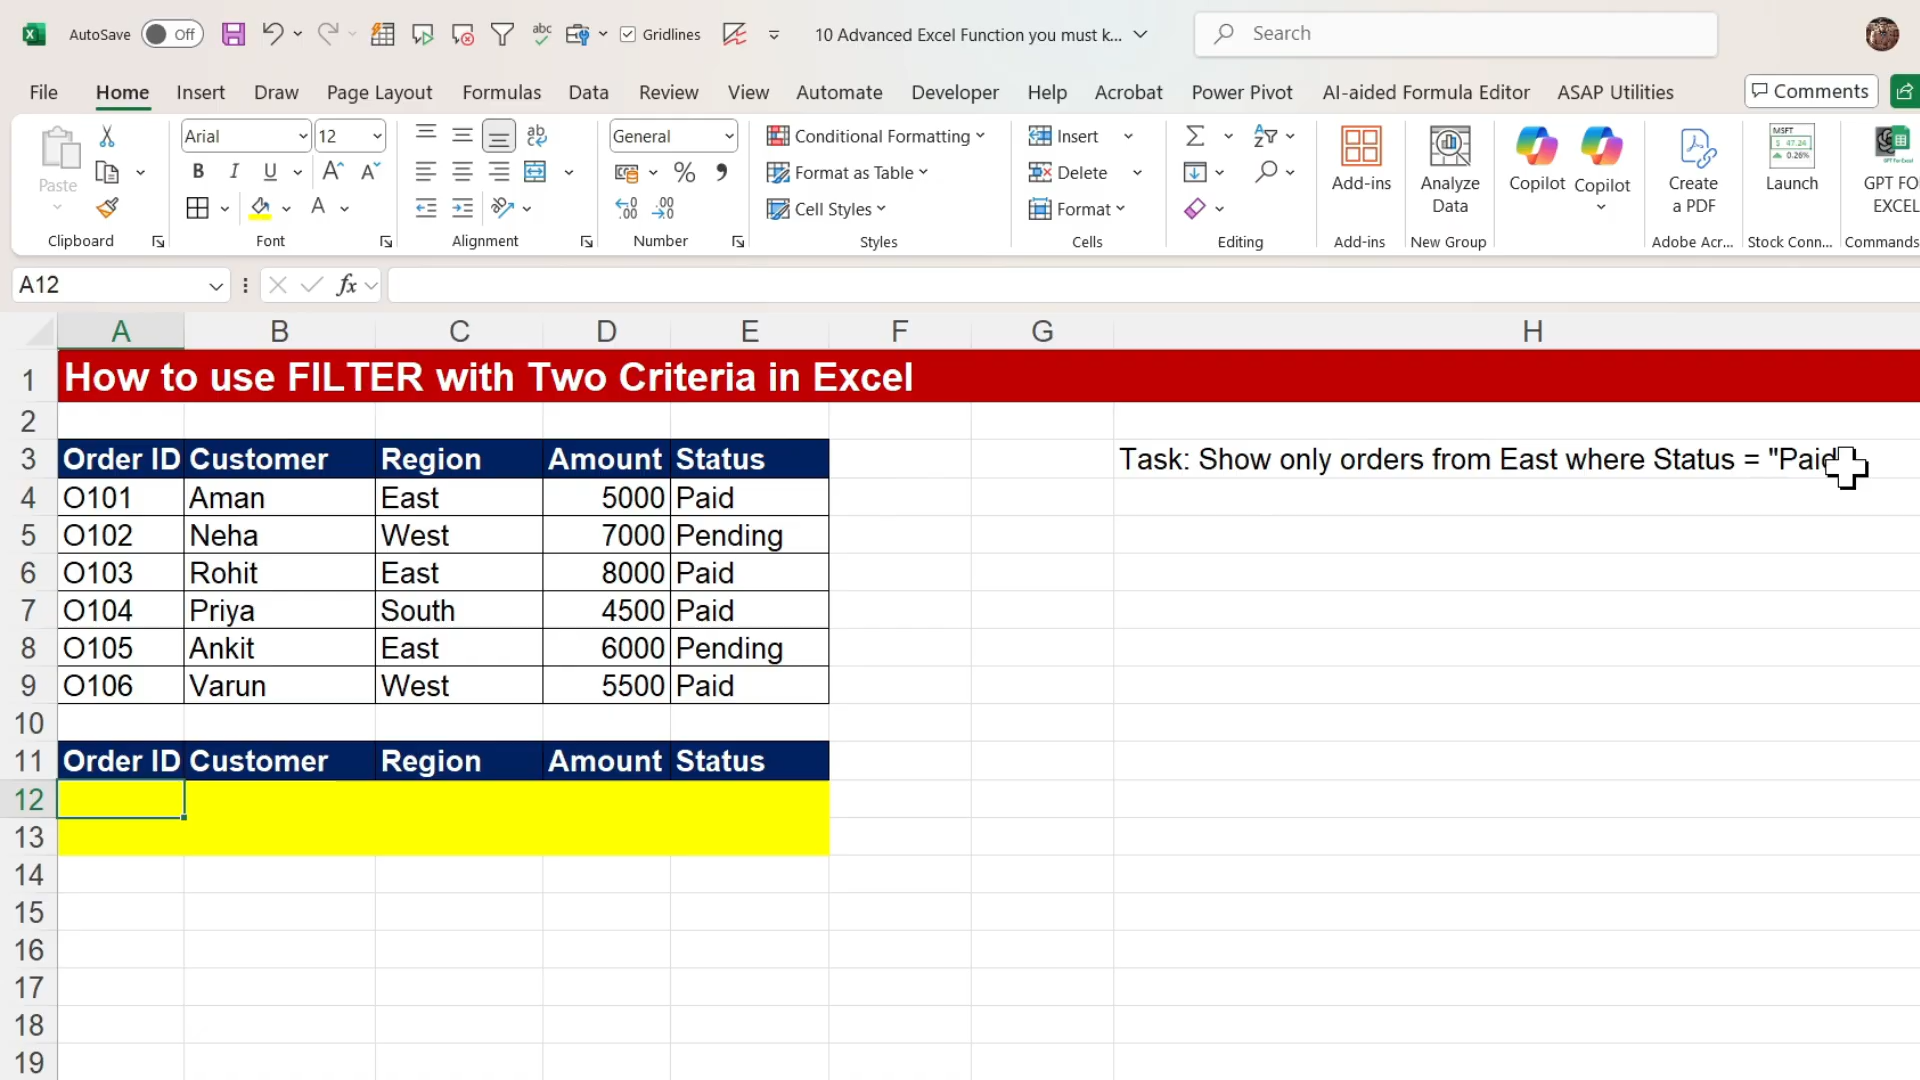 AutoSave Off Gridlines 10 Advanced Excel Function you must k... Search
File Home Insert Draw Page Layout Formulas Data Review View Automate Developer Help Acrobat Power Pivot AI-aided Formula Editor ASAP Utilities Comments
Paste Arial 12 General Conditional Formatting Insert
B I U % Format as Table Delete
A Cell Styles Format
Add-ins Analyze Data Copilot Copilot Create a PDF MSFT $ 47.24 0.26% Launch GPT FO EXCEL
Clipboard Font Alignment Number Styles Cells Editing Add-ins New Group Adobe Acr... Stock Conn... Commands
A12 fx
A B C D E F G H
1 How to use FILTER with Two Criteria in Excel
2
3 Order ID Customer Region Amount Status Task: Show only orders from East where Status = "Paid
4 O101 Aman East 5000 Paid
5 O102 Neha West 7000 Pending
6 O103 Rohit East 8000 Paid
7 O104 Priya South 4500 Paid
8 O105 Ankit East 6000 Pending
9 O106 Varun West 5500 Paid
10
11 Order ID Customer Region Amount Status
12
13
14
15
16
17
18
19